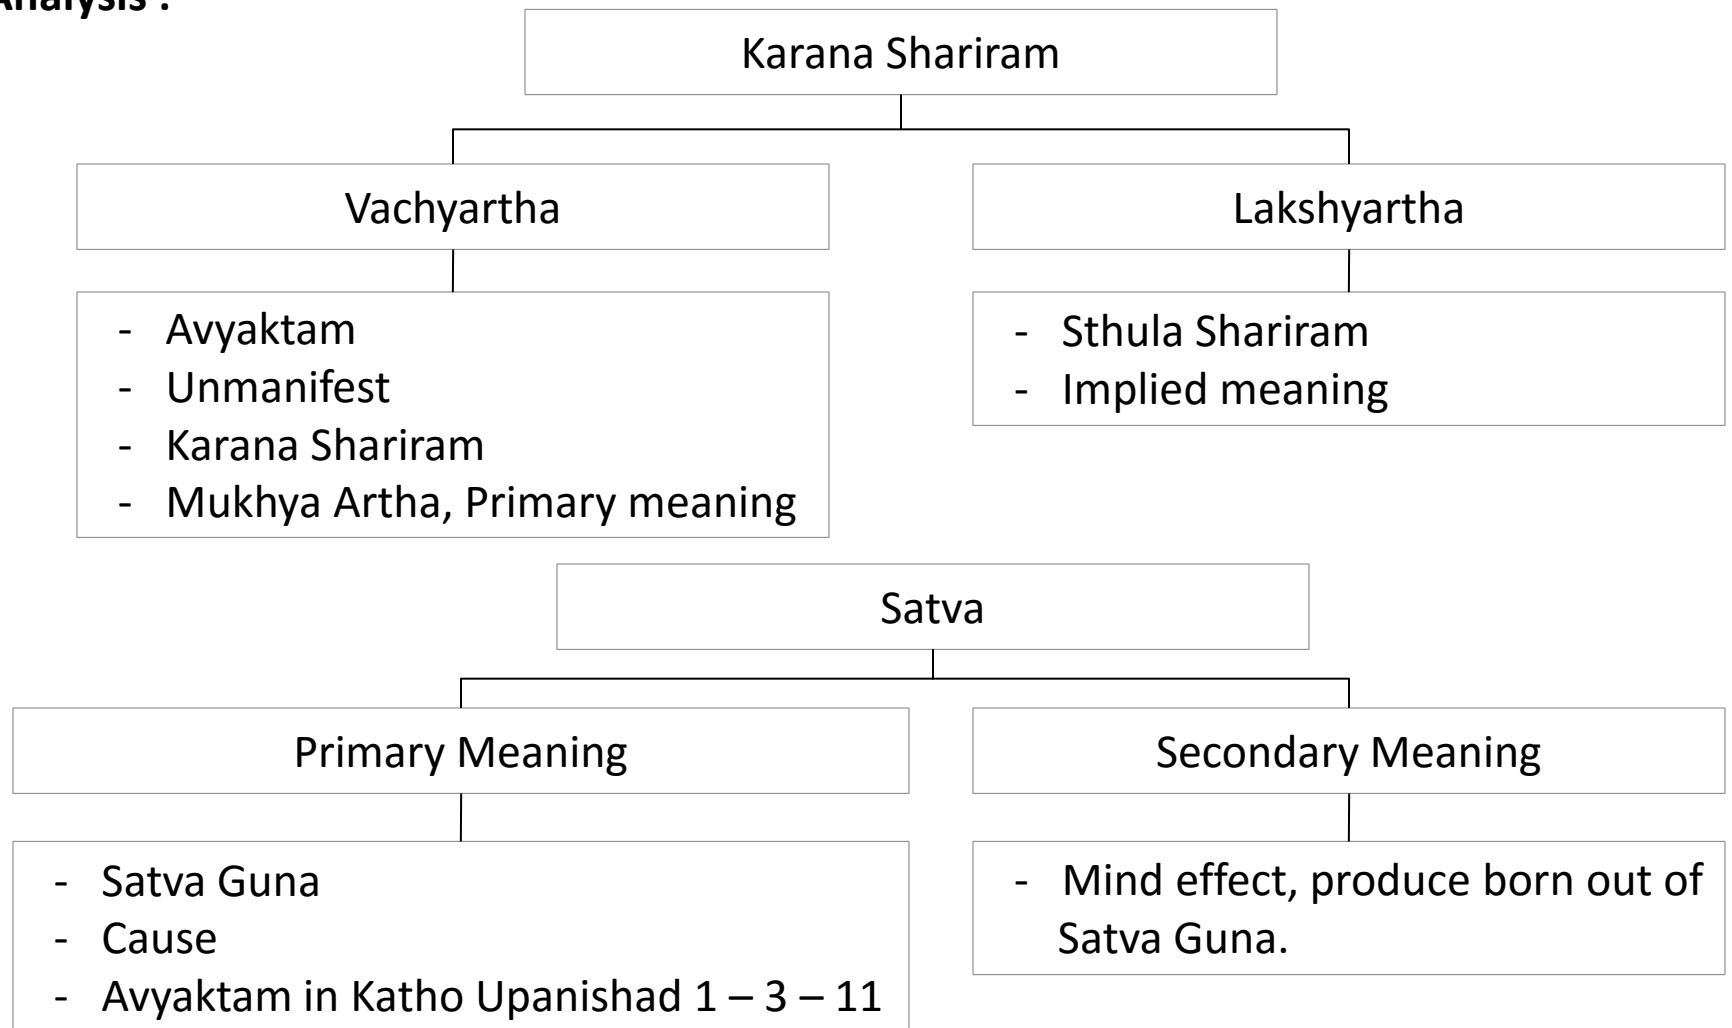 Analysis :
Karana Shariram
Vachyartha
Lakshyartha
- Avyaktam
- Unmanifest
- Karana Shariram
- Mukhya Artha, Primary meaning
- Sthula Shariram
- Implied meaning
Satva
Primary Meaning
Secondary Meaning
- Satva Guna
- Cause
- Avyaktam in Katho Upanishad 1 – 3 – 11
- Mind effect, produce born out of
Satva Guna.